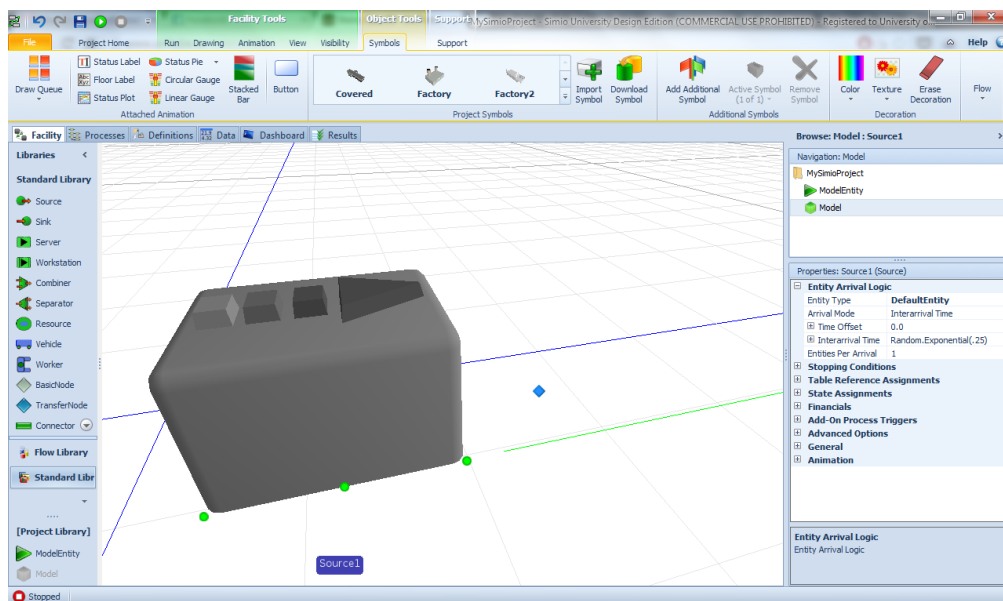 Facility Tools
Object Tools
Support
MySimioProject - Simio University Design Edition (COMMERCIAL USE PROHIBITED) - Registered to University o...
File
Project Home
Run
Drawing
Animation
View
Visibility
Symbols
Support
Help
Draw Queue
Status Label
Floor Label
Status Plot
Status Pie
Circular Gauge
Linear Gauge
Stacked
Bar
Button
Attached Animation
Covered
Factory
Factory2
Project Symbols
Import
Symbol
Download
Symbol
Add Additional
Symbol
Active Symbol
(1 of 1)
Remove
Symbol
Additional Symbols
Color
Texture
Erase
Decoration
Decoration
Flow
Facility
Processes
Definitions
Data
Dashboard
Results
Libraries
Standard Library
Source
Sink
Server
Workstation
Combiner
Separator
Resource
Vehicle
Worker
BasicNode
TransferNode
Connector
Flow Library
Standard Libr
[Project Library]
ModelEntity
Model
Source1
Browse: Model : Source1
Navigation: Model
MySimioProject
ModelEntity
Model
Properties: Source1 (Source)
Entity Arrival Logic
Entity Type DefaultEntity
Arrival Mode Interarrival Time
Time Offset 0.0
Interarrival Time Random.Exponential(.25)
Entities Per Arrival 1
Stopping Conditions
Table Reference Assignments
State Assignments
Financials
Add-On Process Triggers
Advanced Options
General
Animation
Entity Arrival Logic
Entity Arrival Logic
Stopped